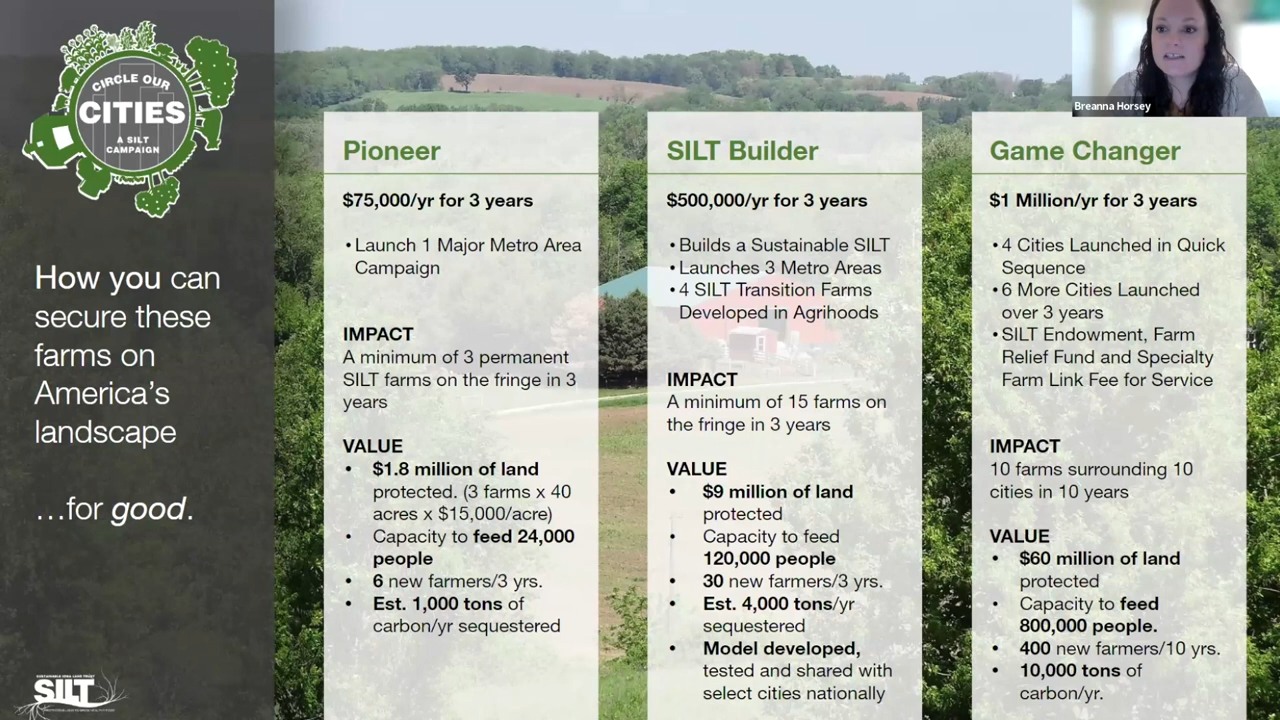 CIRCLE OUR
CITIES
A SILT
CAMPAIGN
How you can
secure these
farms on
America's
landscape
...for good.
SUSTAINABLE IOWA LAND TRUST
SILT
Pioneer
$75,000/yr for 3 years
• Launch 1 Major Metro Area
Campaign
IMPACT
A minimum of 3 permanent
SILT farms on the fringe in 3
years
VALUE
• $1.8 million of land
protected. (3 farms x 40
acres x $15,000/acre)
• Capacity to feed 24,000
people
• 6 new farmers/3 yrs.
• Est. 1,000 tons of
carbon/yr sequestered
SILT Builder
$500,000/yr for 3 years
• Builds a Sustainable SILT
• Launches 3 Metro Areas
• 4 SILT Transition Farms
Developed in Agrihoods
IMPACT
A minimum of 15 farms on
the fringe in 3 years
VALUE
• $9 million of land
protected
• Capacity to feed
120,000 people
• 30 new farmers/3 yrs.
• Est. 4,000 tons/yr
sequestered
• Model developed,
tested and shared with
select cities nationally
Breanna Horsey
Game Changer
$1 Million/yr for 3 years
• 4 Cities Launched in Quick
Sequence
• 6 More Cities Launched
over 3 years
• SILT Endowment, Farm
Relief Fund and Specialty
Farm Link Fee for Service
IMPACT
10 farms surrounding 10
cities in 10 years
VALUE
• $60 million of land
protected
• Capacity to feed
800,000 people.
• 400 new farmers/10 yrs.
• 10,000 tons of
carbon/yr.